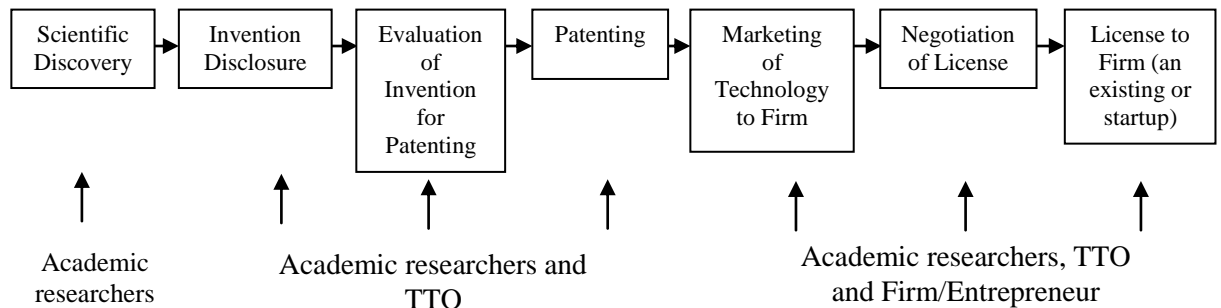 Scientific
Discovery
Invention
Disclosure
Evaluation
of
Invention
for
Patenting
Patenting
Marketing
of
Technology
to Firm
Negotiation
of License
License to
Firm (an
existing or
startup)
Academic
researchers
Academic researchers and
TTO
Academic researchers, TTO
and Firm/Entrepreneur